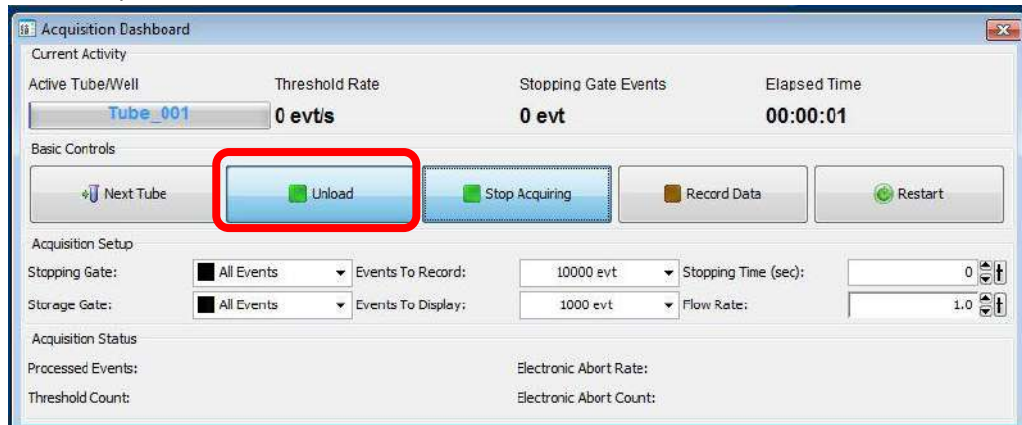 Acquisition Dashboard
Current Activity
Active Tube/Well Threshold Rate Stopping Gate Events Elapsed Time
Tube_001 0 evt/s 0 evt 00:00:01
Basic Controls
Next Tube Unload Stop Acquiring Record Data Restart
Acquisition Setup
Stopping Gate: All Events Events To Record: 10000 evt Stopping Time (sec): 0
Storage Gate: All Events Events To Display: 1000 evt Flow Rate: 1.0
Acquisition Status
Processed Events: Electronic Abort Rate:
Threshold Count: Electronic Abort Count: